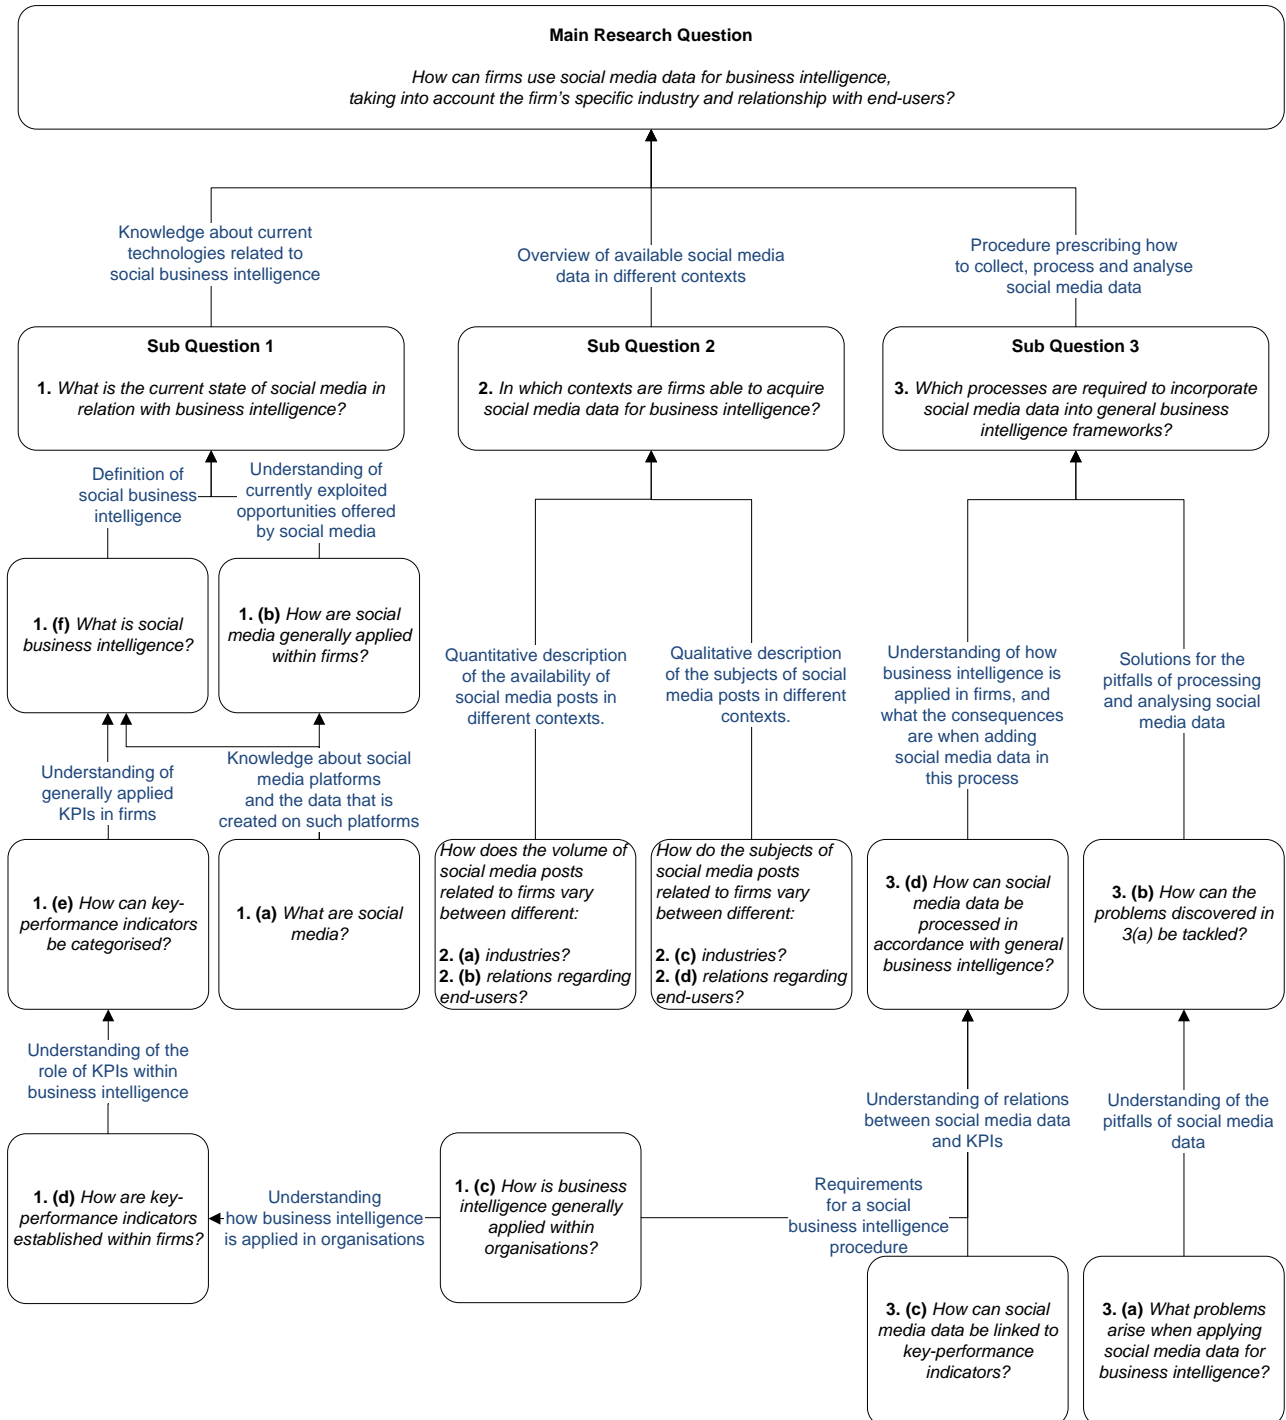 Main Research Question
How can firms use social media data for business intelligence,
taking into account the firm's specific industry and relationship with end-users?
Knowledge about current
technologies related to
social business intelligence
Overview of available social media
data in different contexts
Procedure prescribing how
to collect, process and analyse
social media data
Sub Question 1
1. What is the current state of social media in
relation with business intelligence?
Sub Question 2
2. In which contexts are firms able to acquire
social media data for business intelligence?
Sub Question 3
3. Which processes are required to incorporate
social media data into general business
intelligence frameworks?
Definition of
social business
intelligence
Understanding of
currently exploited
opportunities offered
by social media
1. (f) What is social
business intelligence?
1. (b) How are social
media generally applied
within firms?
Quantitative description
of the availability of
social media posts in
different contexts.
Qualitative description
of the subjects of social
media posts in different
contexts.
Understanding of how
business intelligence is
applied in firms, and
what the consequences
are when adding
social media data in
this process
Solutions for the
pitfalls of processing
and analysing social
media data
Understanding of
generally applied
KPIs in firms
Knowledge about social
media platforms
and the data that is
created on such platforms
1. (e) How can key-
performance indicators
be categorised?
1. (a) What are social
media?
How does the volume of
social media posts
related to firms vary
between different:
2. (a) industries?
2. (b) relations regarding
end-users?
How do the subjects of
social media posts
related to firms vary
between different:
2. (c) industries?
2. (d) relations regarding
end-users?
3. (d) How can social
media data be
processed in
accordance with general
business intelligence?
3. (b) How can the
problems discovered in
3(a) be tackled?
Understanding of the
role of KPIs within
business intelligence
Understanding of relations
between social media data
and KPIs
Understanding of the
pitfalls of social media
data
1. (d) How are key-
performance indicators
established within firms?
Understanding
how business intelligence
is applied in organisations
1. (c) How is business
intelligence generally
applied within
organisations?
Requirements
for a social
business intelligence
procedure
3. (c) How can social
media data be linked to
key-performance
indicators?
3. (a) What problems
arise when applying
social media data for
business intelligence?